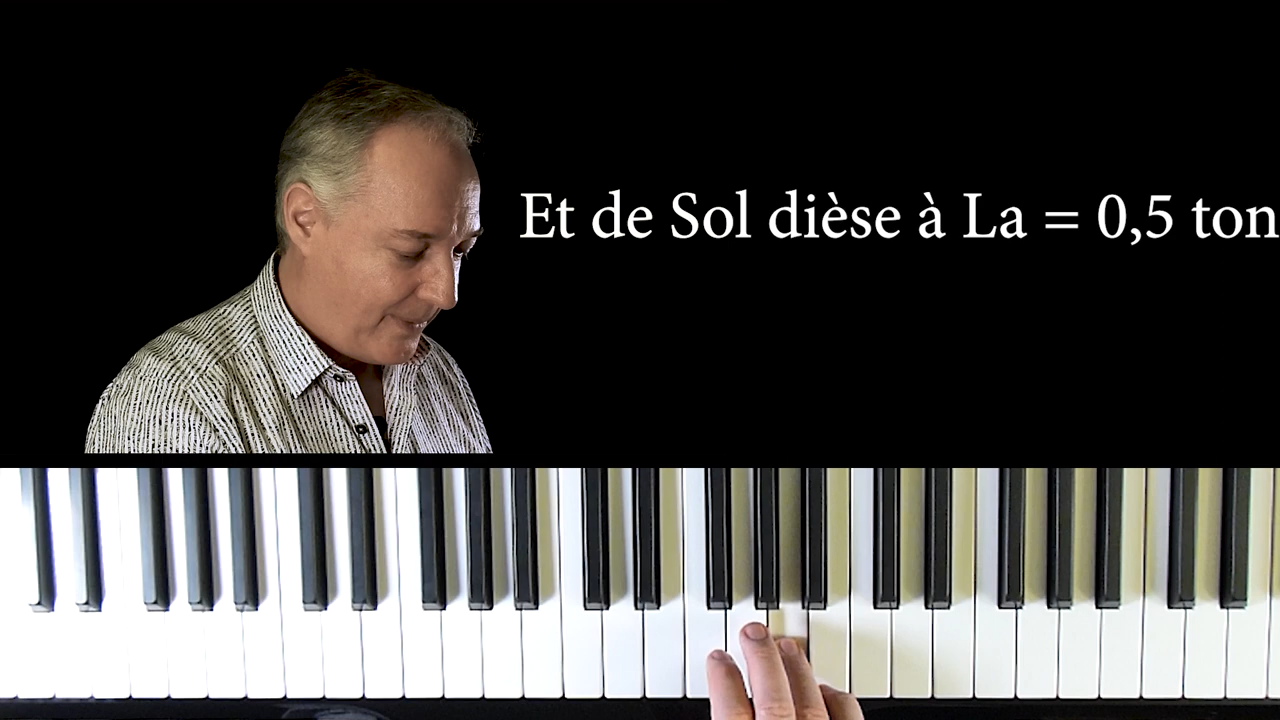 Et de Sol dièse à La = 0,5 ton